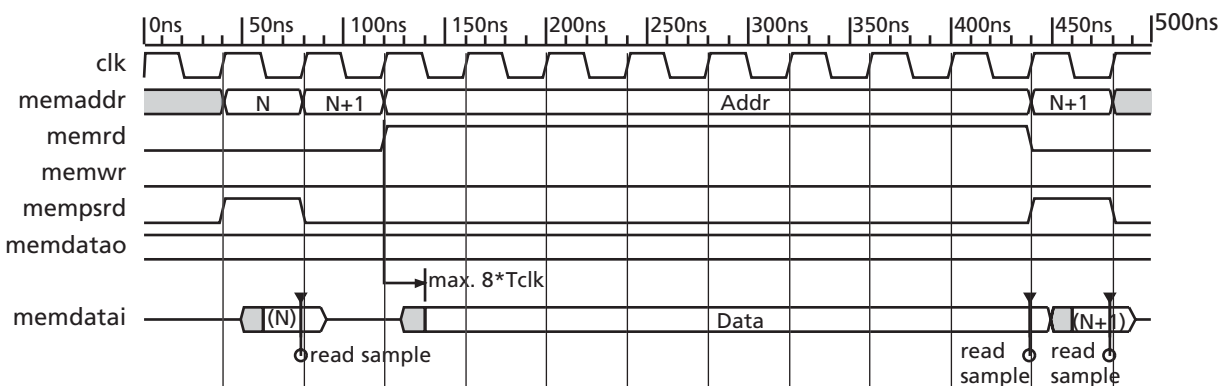 0ns 50ns 100ns 150ns 200ns 250ns 300ns 350ns 400ns 450ns 500ns
clk
memaddr N N+1 Addr N+1
memrd
memwr
mempsrd
memdatao
max. 8*Tclk
memdatai (N) Data (N+1)
read sample read read
sample sample